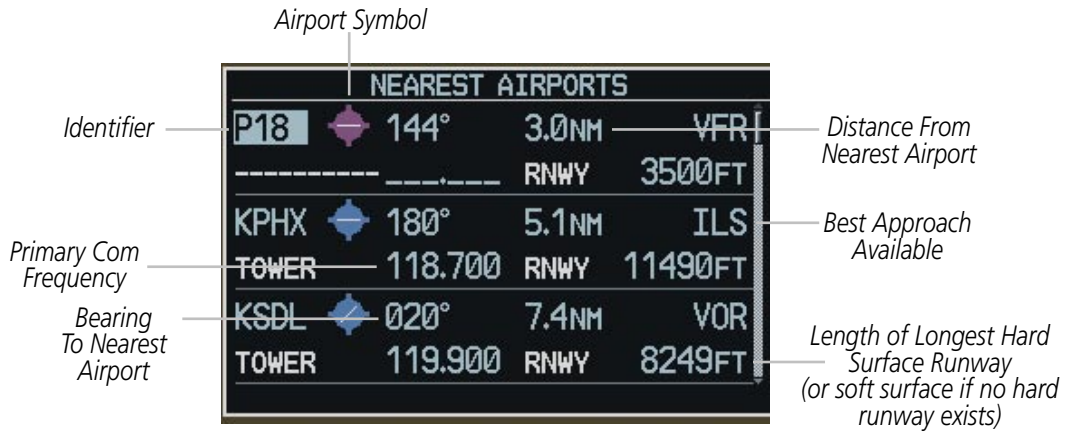 Airport Symbol
NEAREST AIRPORTS
Identifier
P18 144° 3.0NM VFR
Distance From
Nearest Airport
---------- ___.___ RNWY 3500FT
KPHX 180° 5.1NM ILS
Best Approach
Available
Primary Com
Frequency
TOWER 118.700 RNWY 11490FT
Bearing
To Nearest
Airport
KSDL 020° 7.4NM VOR
TOWER 119.900 RNWY 8249FT
Length of Longest Hard
Surface Runway
(or soft surface if no hard
runway exists)